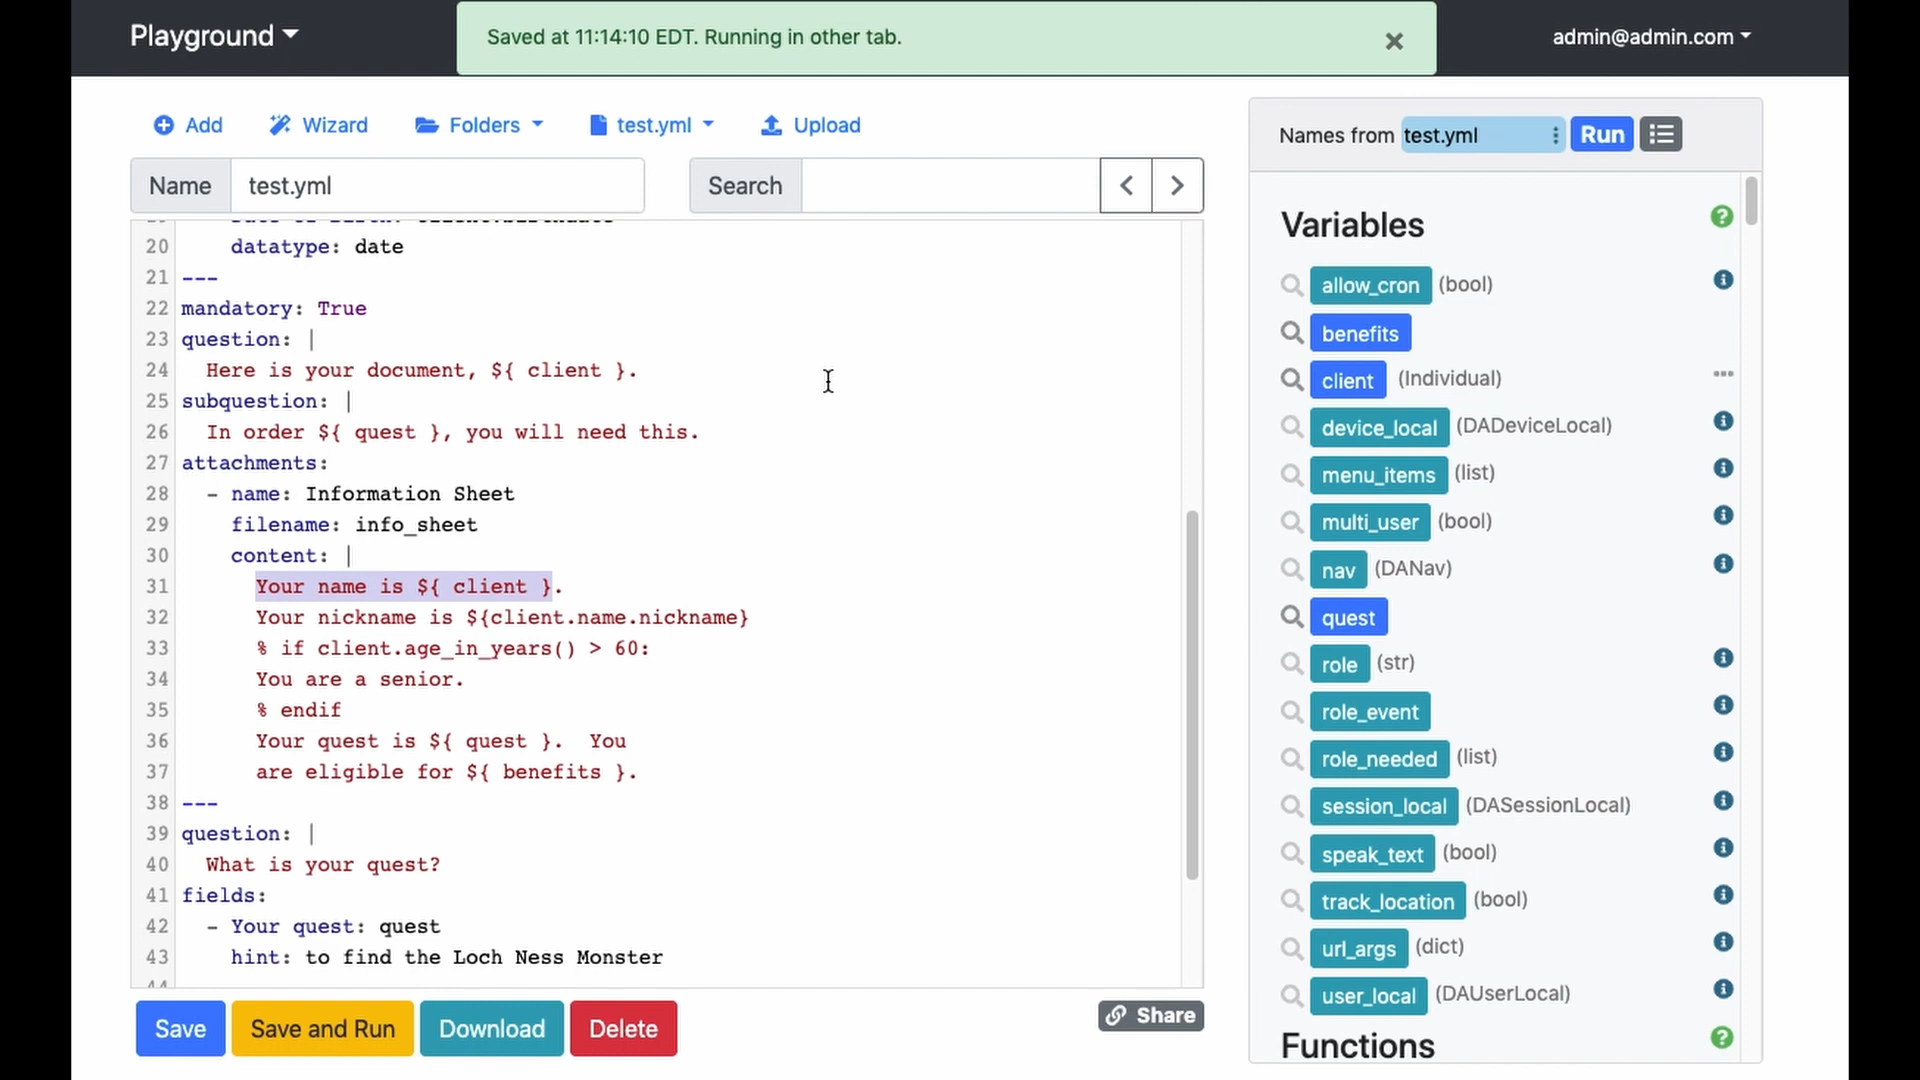 Playground
Saved at 11:14:10 EDT. Running in other tab.
admin@admin.com
Add
Wizard
Folders
test.yml
Upload
Name
test.yml
Search
20 datatype: date
21 ---
22 mandatory: True
23 question: |
24 Here is your document, ${ client }.
25 subquestion: |
26 In order ${ quest }, you will need this.
27 attachments:
28 - name: Information Sheet
29 filename: info_sheet
30 content: |
31 Your name is ${ client }.
32 Your nickname is ${client.name.nickname}
33 % if client.age_in_years() > 60:
34 You are a senior.
35 % endif
36 Your quest is ${ quest }.  You
37 are eligible for ${ benefits }.
38 ---
39 question: |
40 What is your quest?
41 fields:
42 - Your quest: quest
43 hint: to find the Loch Ness Monster
Save
Save and Run
Download
Delete
Share
Names from test.yml Run
Variables
allow_cron (bool)
benefits
client (Individual)
device_local (DADeviceLocal)
menu_items (list)
multi_user (bool)
nav (DANav)
quest
role (str)
role_event
role_needed (list)
session_local (DASessionLocal)
speak_text (bool)
track_location (bool)
url_args (dict)
user_local (DAUserLocal)
Functions